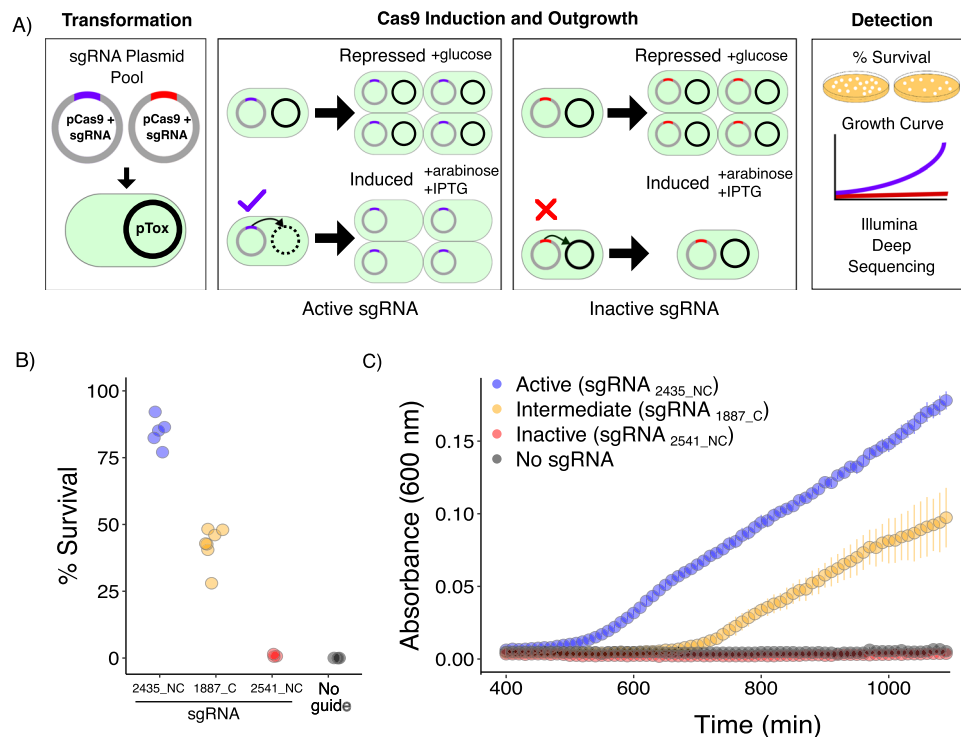 A)
Transformation
sgRNA Plasmid
Pool
pCas9 +
sgRNA
pCas9 +
sgRNA
pTox
Cas9 Induction and Outgrowth
Repressed +glucose
Induced +arabinose
+IPTG
Active sgRNA
Repressed +glucose
Induced +arabinose
+IPTG
Inactive sgRNA
Detection
% Survival
Growth Curve
Illumina
Deep
Sequencing
B)
% Survival
100
75
50
25
0
2435_NC 1887_C 2541_NC No
guide
sgRNA
C)
Active (sgRNA 2435_NC)
Intermediate (sgRNA 1887_C)
Inactive (sgRNA 2541_NC)
No sgRNA
Absorbance (600 nm)
0.15
0.10
0.05
0.00
400 600 800 1000
Time (min)